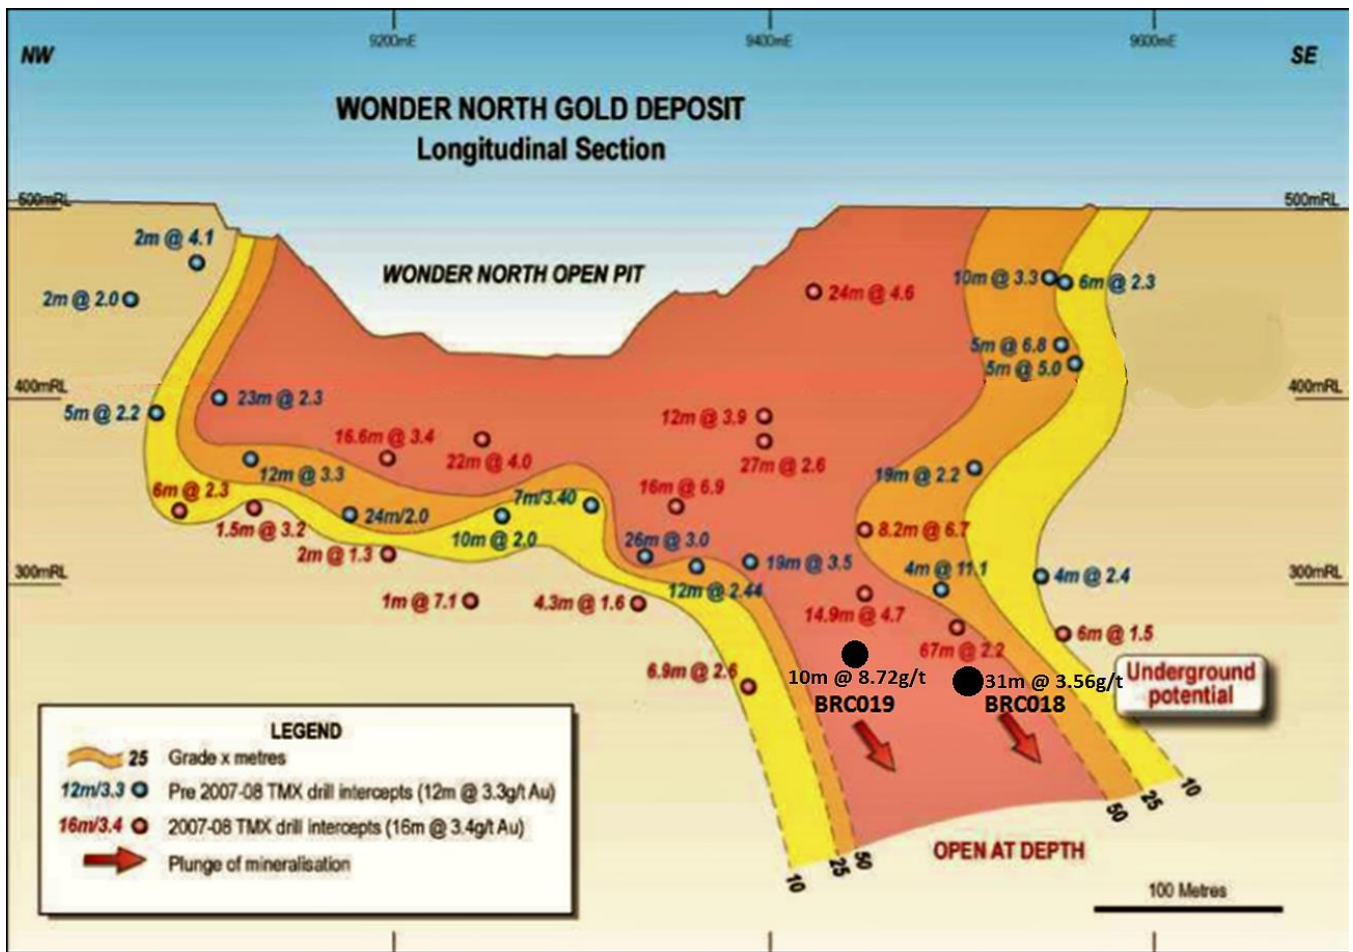 9200mE
9400mE
9600mE
NW
SE
WONDER NORTH GOLD DEPOSIT
Longitudinal Section
500mRL
500mRL
2m @ 4.1
WONDER NORTH OPEN PIT
10m @ 3.3
6m @ 2.3
2m @ 2.0
24m @ 4.6
5m @ 6.8
5m @ 5.0
400mRL
400mRL
23m @ 2.3
5m @ 2.2
12m @ 3.9
16.6m @ 3.4
22m @ 4.0
27m @ 2.6
12m @ 3.3
19m @ 2.2
6m @ 2.3
16m @ 6.9
7m/3.40
24m/2.0
1.5m @ 3.2
8.2m @ 6.7
10m @ 2.0
26m @ 3.0
2m @ 1.3
19m @ 3.5
4m @ 11.1
300mRL
300mRL
4m @ 2.4
12m @ 2.44
1m @ 7.1
4.3m @ 1.6
14.9m @ 4.7
6m @ 1.5
67m @ 2.2
6.9m @ 2.6
10m @ 8.72g/t
BRC019
31m @ 3.56g/t
BRC018
Underground
potential
LEGEND
25 Grade x metres
12m/3.3 Pre 2007-08 TMX drill intercepts (12m @ 3.3g/t Au)
16m/3.4 2007-08 TMX drill intercepts (16m @ 3.4g/t Au)
Plunge of mineralisation
10
25
50
50
25
10
OPEN AT DEPTH
100 Metres